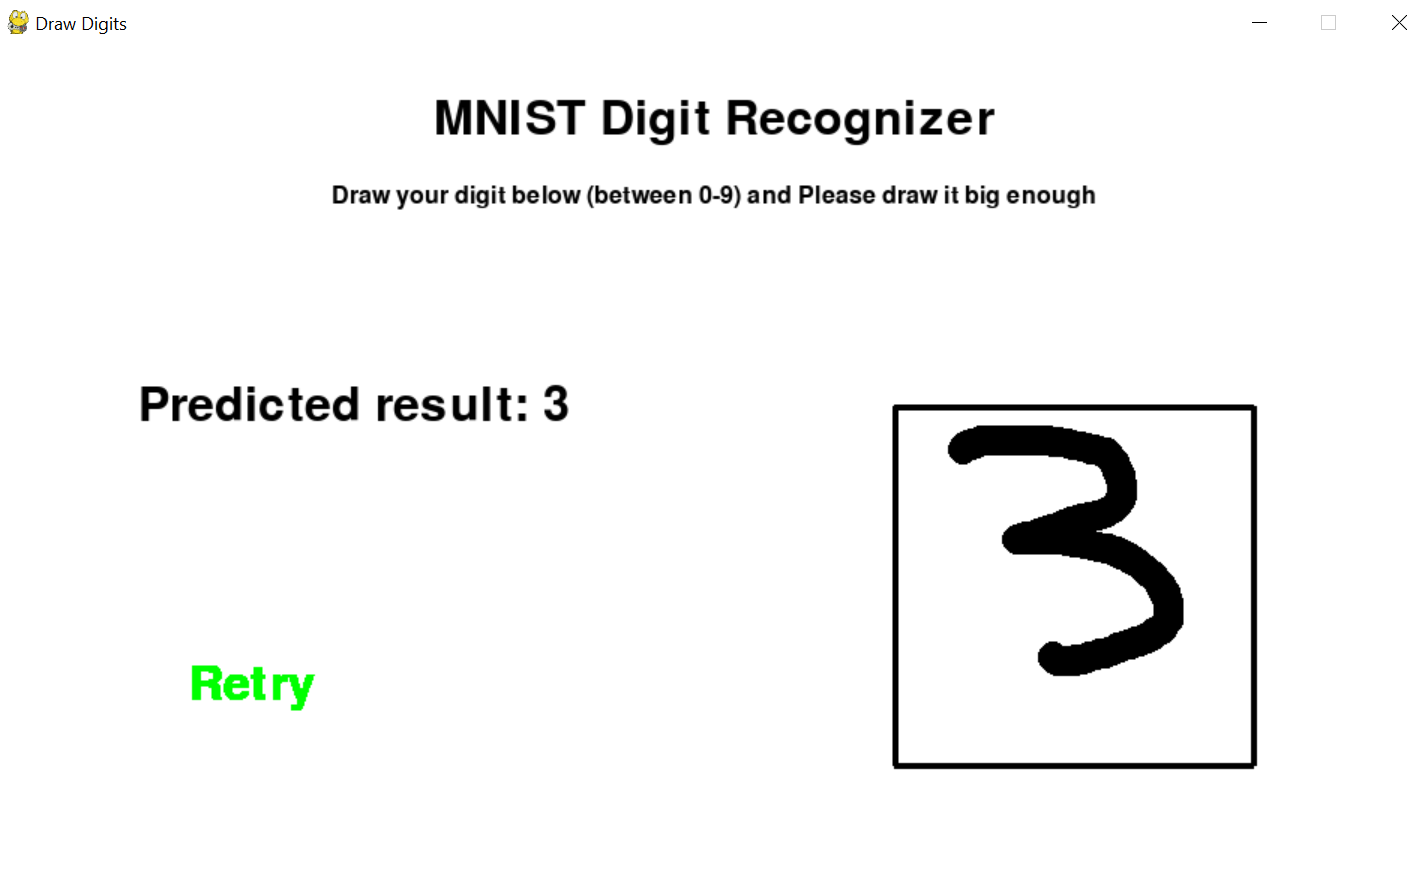 Draw Digits
MNIST Digit Recognizer
Draw your digit below (between 0-9) and Please draw it big enough
Predicted result: 3
3
Retry